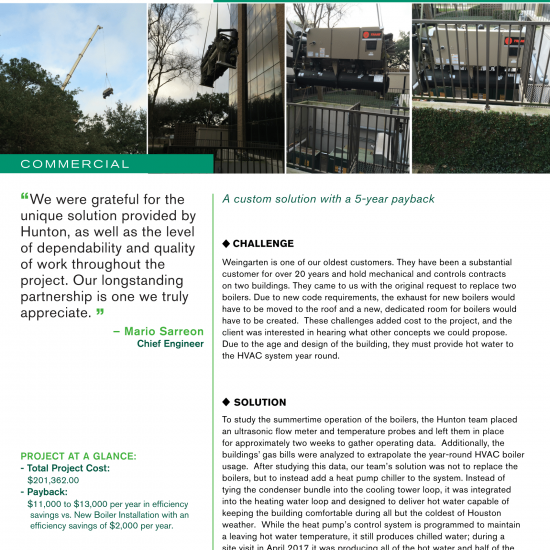 COMMERCIAL
“We were grateful for the
unique solution provided by
Hunton, as well as the level
of dependability and quality
of work throughout the
project. Our longstanding
partnership is one we truly
appreciate. ”
– Mario Sarreon
Chief Engineer
PROJECT AT A GLANCE:
- Total Project Cost:
$201,362.00
- Payback:
$11,000 to $13,000 per year in efficiency
savings vs. New Boiler Installation with an
efficiency savings of $2,000 per year.
A custom solution with a 5-year payback
◆ CHALLENGE
Weingarten is one of our oldest customers. They have been a substantial
customer for over 20 years and hold mechanical and controls contracts
on two buildings. They came to us with the original request to replace two
boilers. Due to new code requirements, the exhaust for new boilers would
have to be moved to the roof and a new, dedicated room for boilers would
have to be created. These challenges added cost to the project, and the
client was interested in hearing what other concepts we could propose.
Due to the age and design of the building, they must provide hot water to
the HVAC system year round.
◆ SOLUTION
To study the summertime operation of the boilers, the Hunton team placed
an ultrasonic flow meter and temperature probes and left them in place
for approximately two weeks to gather operating data. Additionally, the
buildings’ gas bills were analyzed to extrapolate the year-round HVAC boiler
usage. After studying this data, our team’s solution was not to replace the
boilers, but to instead add a heat pump chiller to the system. Instead of
tying the condenser bundle into the cooling tower loop, it was integrated
into the heating water loop and designed to deliver hot water capable of
keeping the building comfortable during all but the coldest of Houston
weather. While the heat pump’s control system is programmed to maintain
a leaving hot water temperature, it still produces chilled water; during a
site visit in April 2017 it was producing all of the hot water and half of the